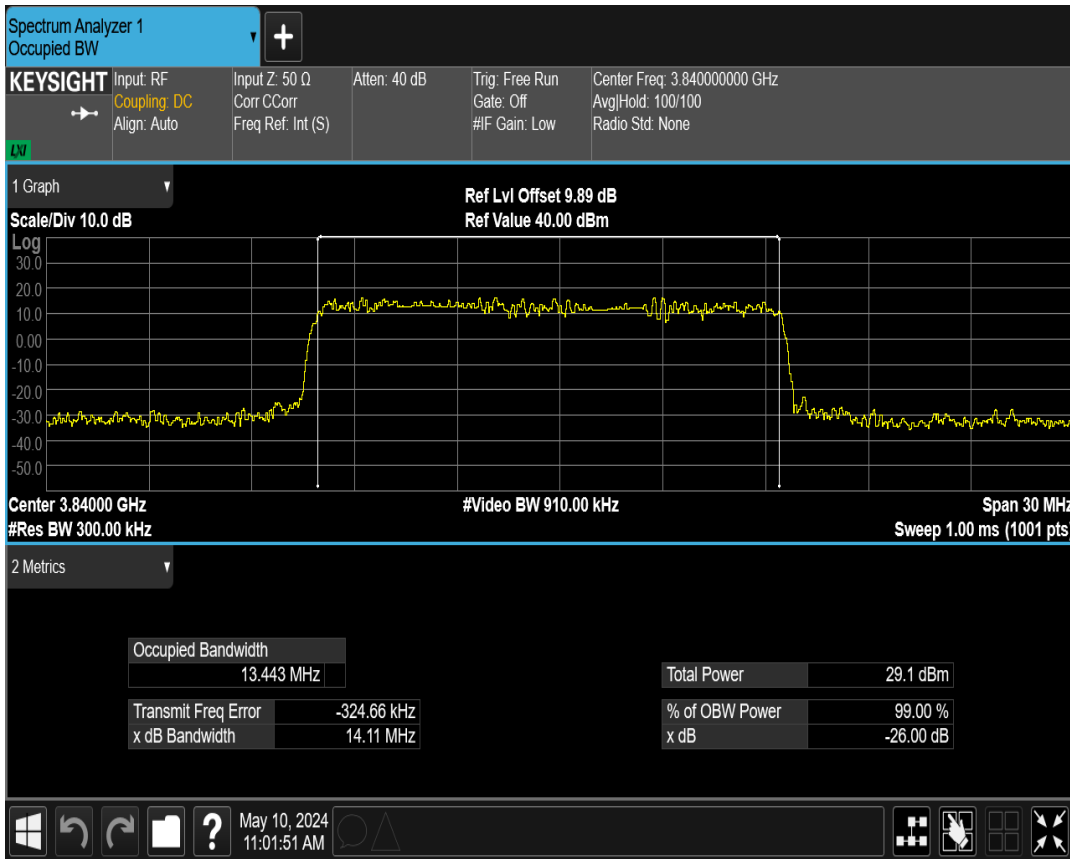 Spectrum Analyzer 1
Occupied BW
+
KEYSIGHT
LXI
Input: RF
Coupling: DC
Align: Auto
Input Z: 50 Ω
Corr CCorr
Freq Ref: Int (S)
Atten: 40 dB
Trig: Free Run
Gate: Off
#IF Gain: Low
Center Freq: 3.840000000 GHz
Avg|Hold: 100/100
Radio Std: None
1 Graph
Scale/Div 10.0 dB
Ref Lvl Offset 9.89 dB
Ref Value 40.00 dBm
Log
30.0
20.0
10.0
0.00
-10.0
-20.0
-30.0
-40.0
-50.0
Center 3.84000 GHz
#Video BW 910.00 kHz
Span 30 MHz
#Res BW 300.00 kHz
Sweep 1.00 ms (1001 pts)
2 Metrics
Occupied Bandwidth
13.443 MHz
Total Power 29.1 dBm
Transmit Freq Error -324.66 kHz
% of OBW Power 99.00 %
x dB Bandwidth 14.11 MHz
x dB -26.00 dB
?
May 10, 2024
11:01:51 AM